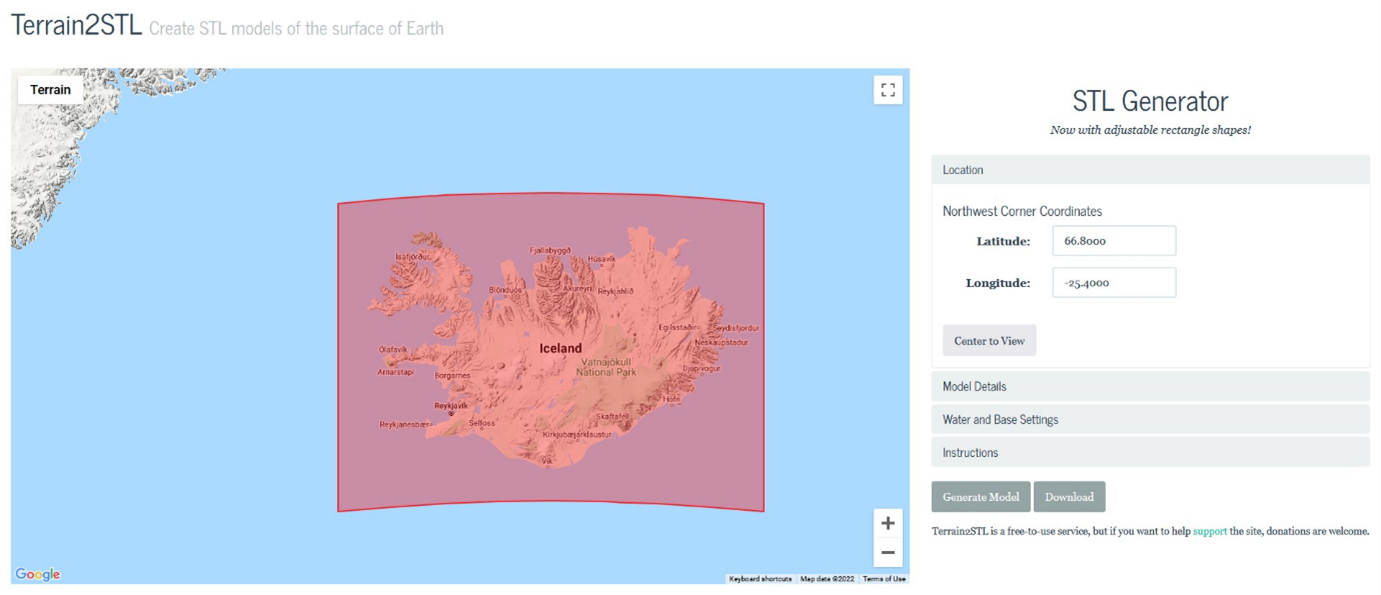 Terrain2STL Create STL models of the surface of Earth
Terrain
Ísafjörður
Fjallabyggð
Húsavík
Blönduós
Akureyri
Reykjahlíð
Egilsstaðir
Seydisfjordur
Neskaupstadur
Ólafsvík
Arnarstapi
Borgarnes
Iceland
Vatnajökull
National Park
Djúpivogur
Höfn
Reykjavík
Reykjanesbær
Selfoss
Skaftafell
Kirkjubæjarklaustur
Vík
Google
Keyboard shortcuts
Map data ©2022
Terms of Use
STL Generator
Now with adjustable rectangle shapes!
Location
Northwest Corner Coordinates
Latitude: 66.8000
Longitude: -25.4000
Center to View
Model Details
Water and Base Settings
Instructions
Generate Model Download
Terrain2STL is a free-to-use service, but if you want to help support the site, donations are welcome.